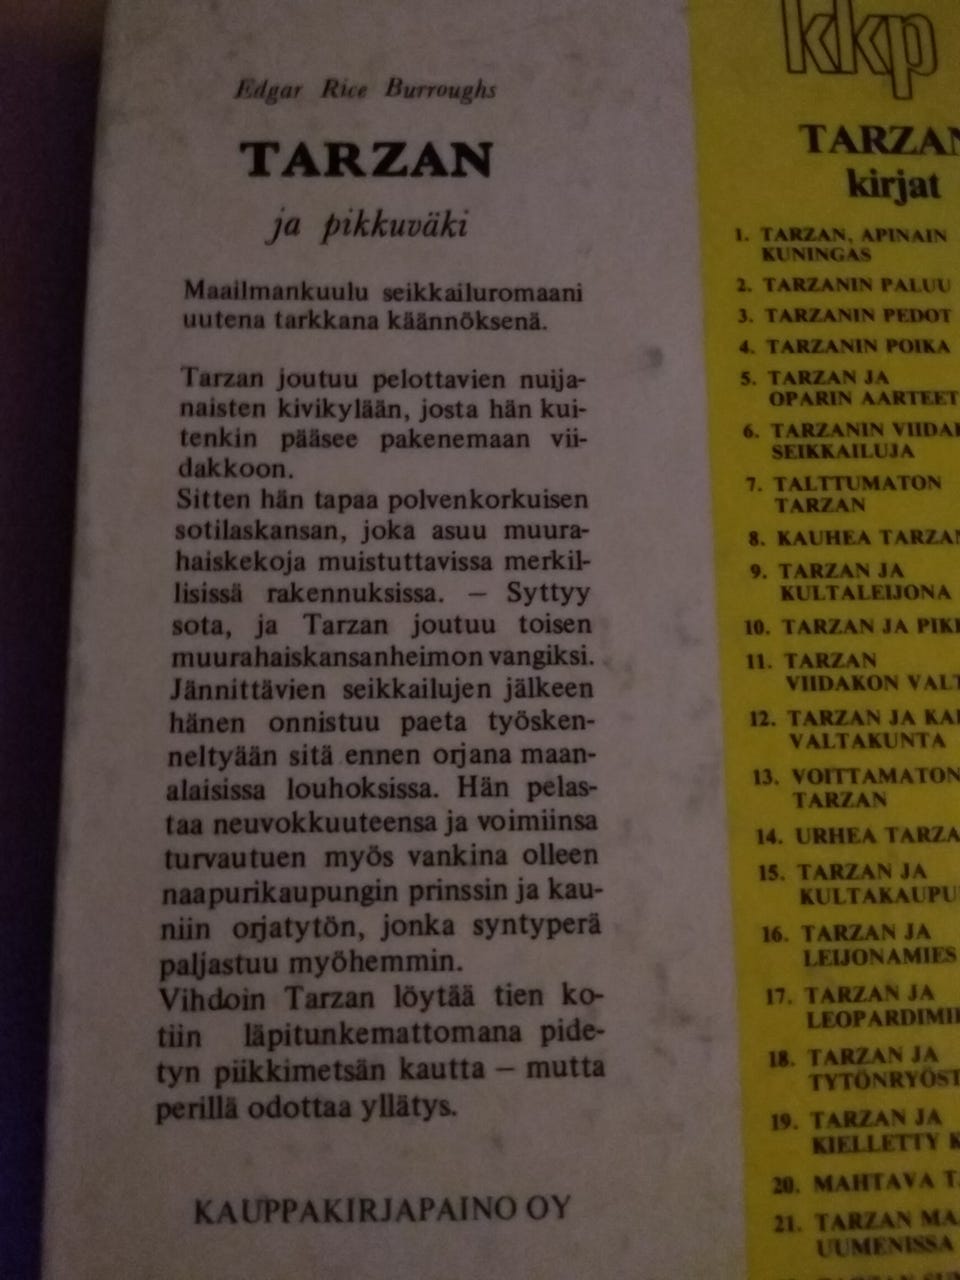 Edgar Rice Burroughs
TARZAN
ja pikkuväki
Maailmankuulu seikkailuromaani
uutena tarkkana käännöksenä.
Tarzan joutuu pelottavien nuija-
naisten kivikylään, josta hän kui-
tenkin pääsee pakenemaan vii-
dakkoon.
Sitten hän tapaa polvenkorkuisen
sotilaskansan, joka asuu muura-
haiskekoja muistuttavissa merkil-
lisissä rakennuksissa. — Syttyy
sota, ja Tarzan joutuu toisen
muurahaiskansanheimon vangiksi.
Jännittävien seikkailujen jälkeen
hänen onnistuu paeta työsken-
neltyään sitä ennen orjana maan-
alaisissa louhoksissa. Hän pelas-
taa neuvokkuuteensa ja voimiinsa
turvautuen myös vankina olleen
naapurikaupungin prinssin ja kau-
niin orjatytön, jonka syntyperä
paljastuu myöhemmin.
Vihdoin Tarzan löytää tien ko-
tiin läpitunkemattomana pide-
tyn piikkimetsän kautta — mutta
perillä odottaa yllätys.
KAUPPAKIRJAPAINO OY
kkp
TARZAN
kirjat
1. TARZAN, APINAIN
KUNINGAS
2. TARZANIN PALUU
3. TARZANIN PEDOT
4. TARZANIN POIKA
5. TARZAN JA
OPARIN AARTEET
6. TARZANIN
SEIKKAILUJA
7. TALTTUMATON
TARZAN
8. KAUHEA TARZAN
9. TARZAN JA
KULTALEIJONA
10. TARZAN JA
11. TARZAN
VIIDAKON
12. TARZAN JA
VALTAKUNTA
13. VOITTAMATON
TARZAN
14. URHEA
15. TARZAN JA
16. TARZAN JA
LEIJONAMIES
17. TARZAN JA
18. TARZAN JA
19. TARZAN JA
KIELLETTY
20. MAHTAVA
21. TARZAN
UUMENISSA